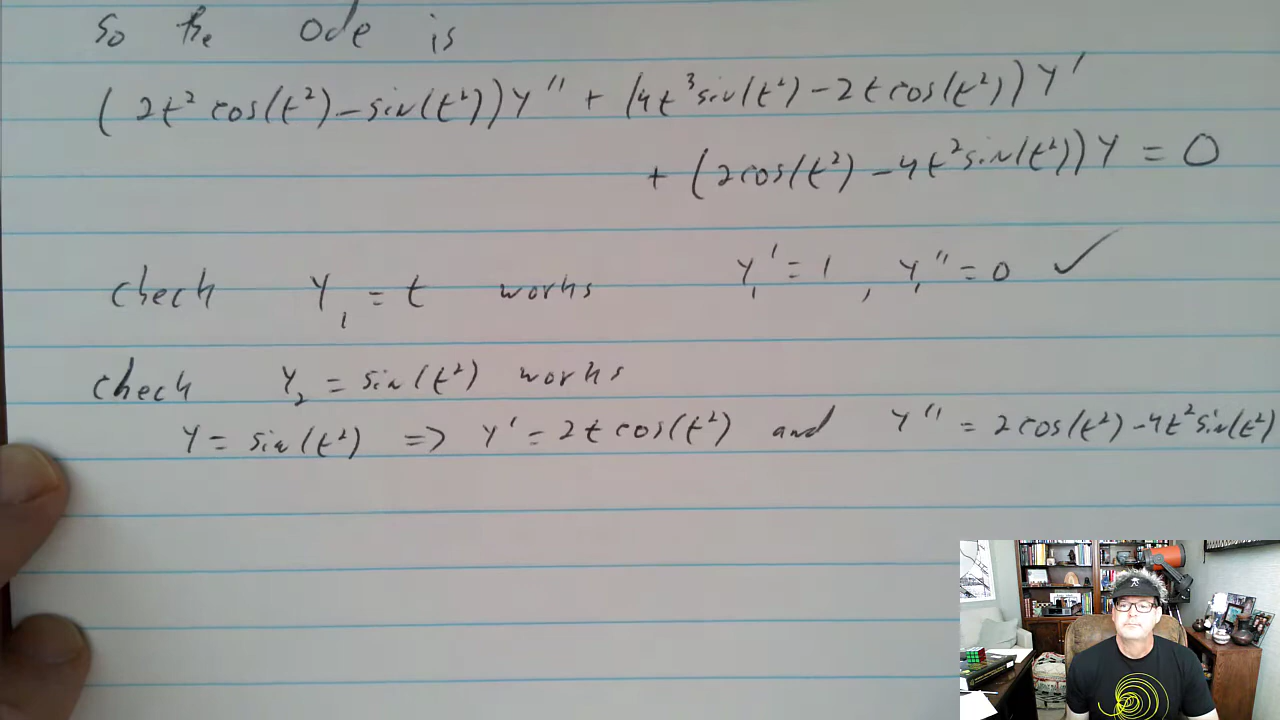 So the ode is
(2t² cos(t²) - sin(t²))y'' + (4t³ sin(t²) - 2t cos(t²))y'
+ (2cos(t²) - 4t² sin(t²))y = 0
check y₁ = t works y₁' = 1, y₁'' = 0 ✓
check y₂ = sin(t²) works
y = sin(t²) => y' = 2t cos(t²) and y'' = 2cos(t²) - 4t² sin(t²)